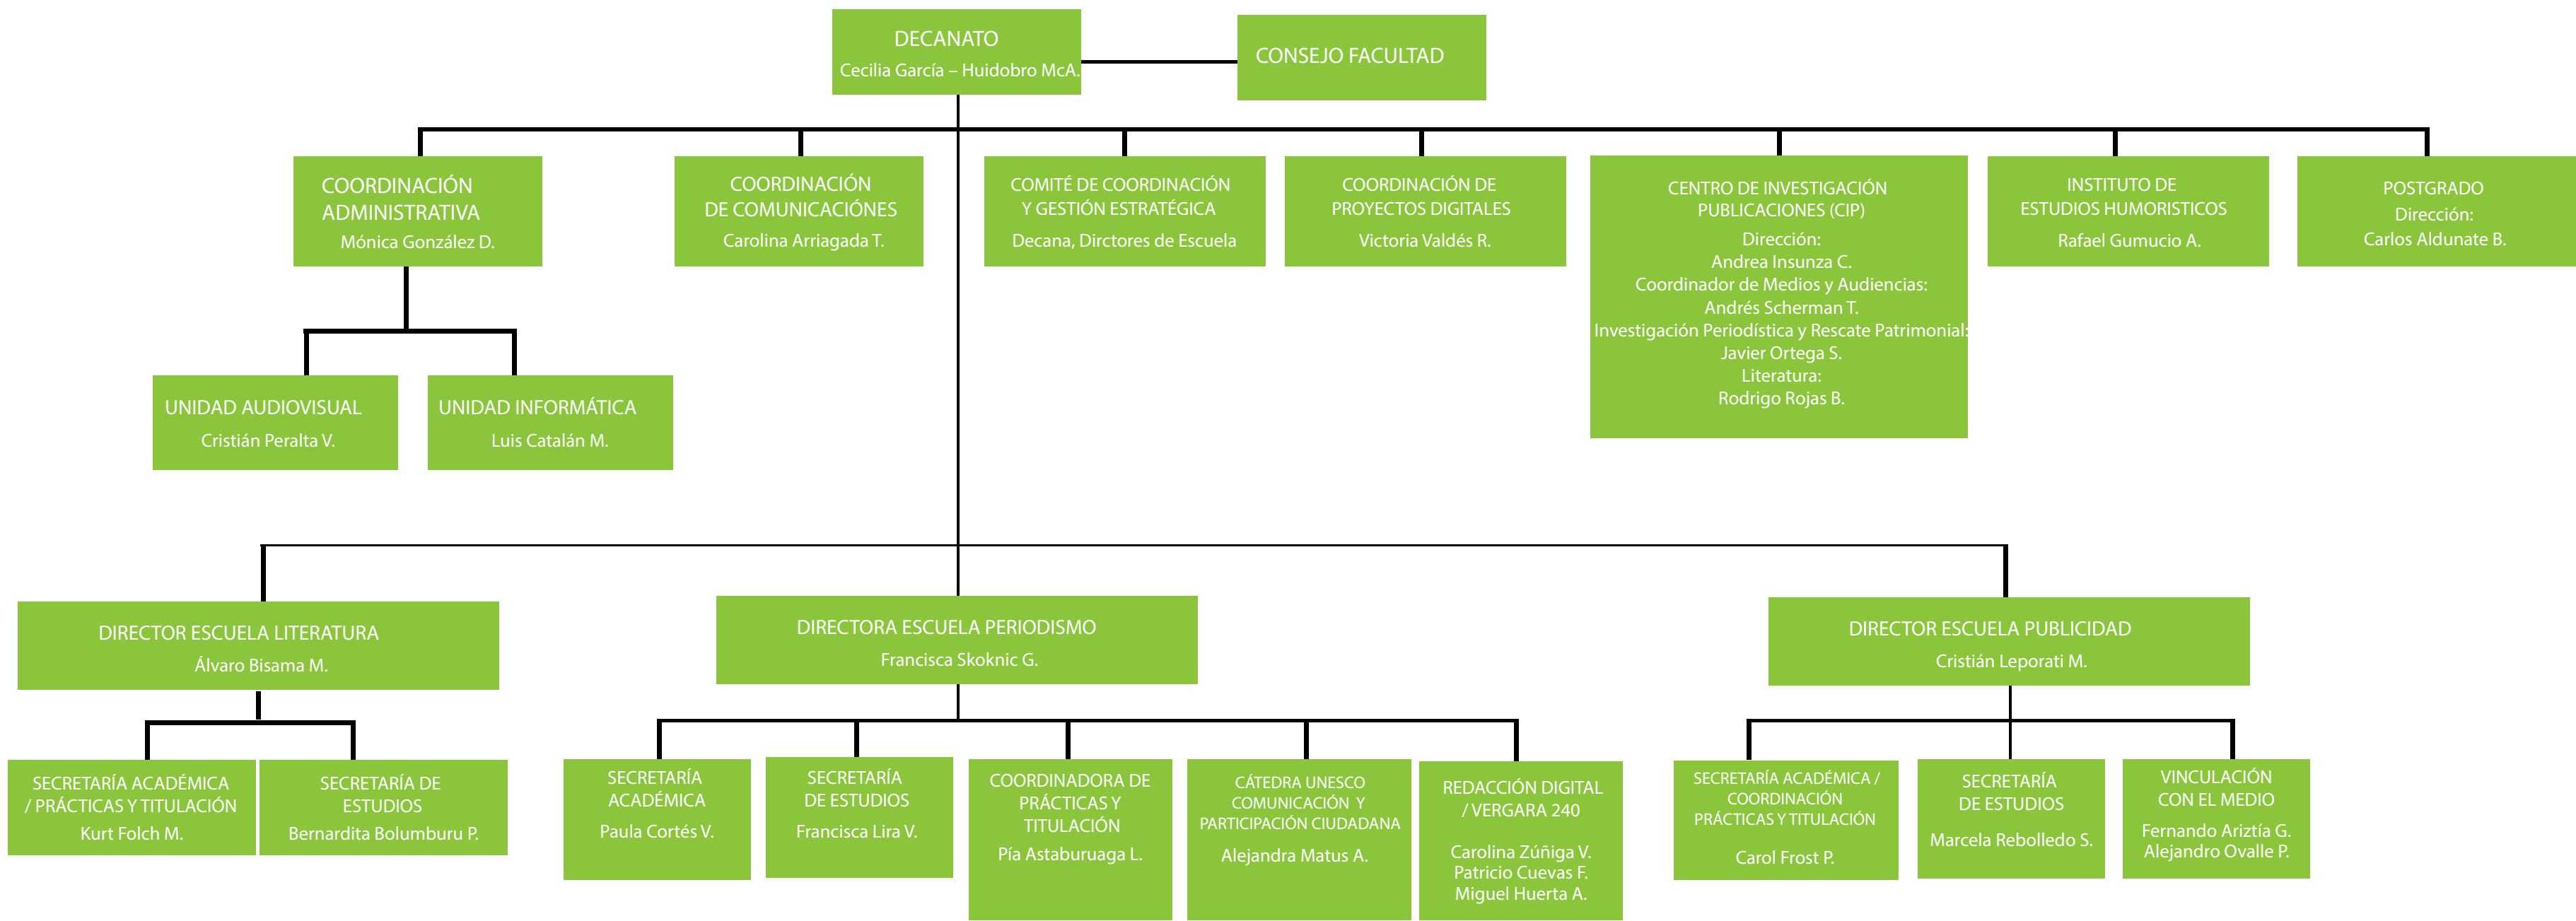 DECANATO
Cecilia García – Huidobro McA.
CONSEJO FACULTAD
COORDINACIÓN
ADMINISTRATIVA
Mónica González D.
COORDINACIÓN
DE COMUNICACIÓNES
Carolina Arriagada T.
COMITÉ DE COORDINACIÓN
Y GESTIÓN ESTRATÉGICA
Decana, Dirctores de Escuela
COORDINACIÓN DE
PROYECTOS DIGITALES
Victoria Valdés R.
CENTRO DE INVESTIGACIÓN
PUBLICACIONES (CIP)
Dirección:
Andrea Insunza C.
Coordinador de Medios y Audiencias:
Andrés Scherman T.
Investigación Periodística y Rescate Patrimonial:
Javier Ortega S.
Literatura:
Rodrigo Rojas B.
INSTITUTO DE
ESTUDIOS HUMORISTICOS
Rafael Gumucio A.
POSTGRADO
Dirección:
Carlos Aldunate B.
UNIDAD AUDIOVISUAL
Cristián Peralta V.
UNIDAD INFORMÁTICA
Luis Catalán M.
DIRECTOR ESCUELA LITERATURA
Álvaro Bisama M.
DIRECTORA ESCUELA PERIODISMO
Francisca Skoknic G.
DIRECTOR ESCUELA PUBLICIDAD
Cristián Leporati M.
SECRETARÍA ACADÉMICA
/ PRÁCTICAS Y TITULACIÓN
Kurt Folch M.
SECRETARÍA DE
ESTUDIOS
Bernardita Bolumburu P.
SECRETARÍA
ACADÉMICA
Paula Cortés V.
SECRETARÍA
DE ESTUDIOS
Francisca Lira V.
COORDINADORA DE
PRÁCTICAS Y
TITULACIÓN
Pía Astaburuaga L.
CÁTEDRA UNESCO
COMUNICACIÓN Y
PARTICIPACIÓN CIUDADANA
Alejandra Matus A.
REDACCIÓN DIGITAL
/ VERGARA 240
Carolina Zúñiga V.
Patricio Cuevas F.
Miguel Huerta A.
SECRETARÍA ACADÉMICA /
COORDINACIÓN
PRÁCTICAS Y TITULACIÓN
Carol Frost P.
SECRETARÍA
DE ESTUDIOS
Marcela Rebolledo S.
VINCULACIÓN
CON EL MEDIO
Fernando Ariztía G.
Alejandro Ovalle P.